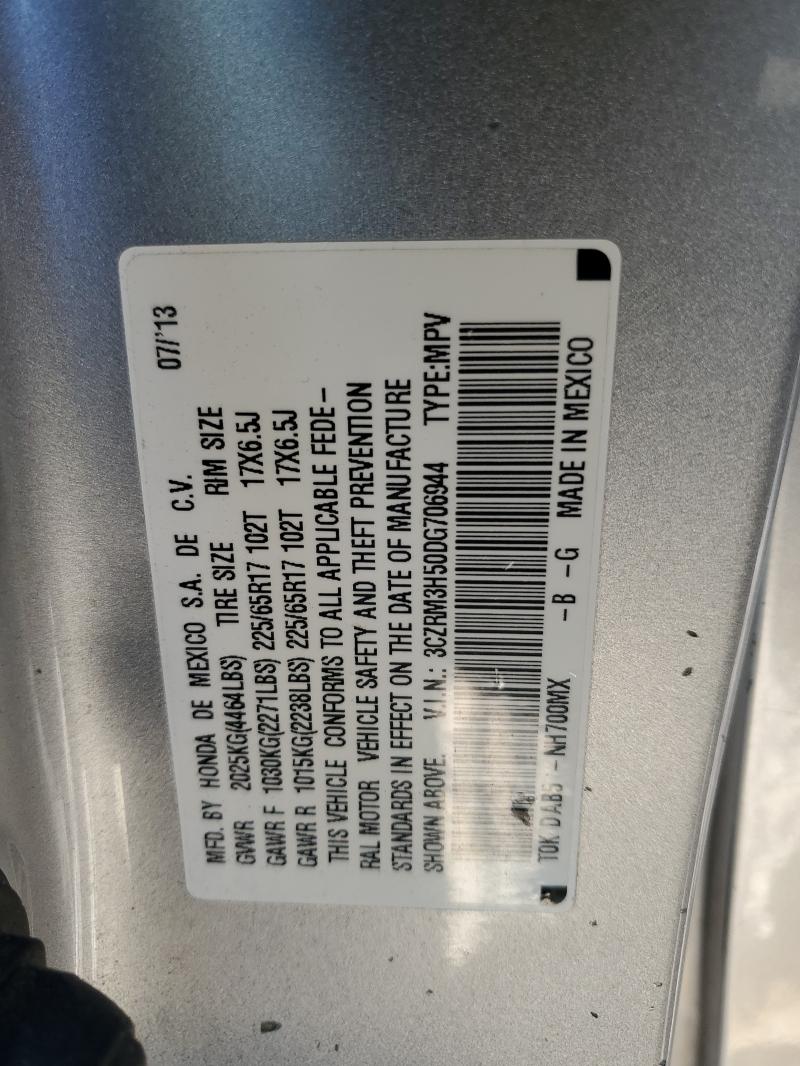 07/'13
MFD. BY HONDA DE MEXICO S.A. DE C.V.
GVWR 2025KG(4464LBS) TIRE SIZE RIM SIZE
GAWR F 1030KG(2271LBS) 225/65R17 102T 17X6.5J
GAWR R 1015KG(2238LBS) 225/65R17 102T 17X6.5J
THIS VEHICLE CONFORMS TO ALL APPLICABLE FEDE-
RAL MOTOR VEHICLE SAFETY AND THEFT PREVENTION
STANDARDS IN EFFECT ON THE DATE OF MANUFACTURE
SHOWN ABOVE. V.I.N.: 3CZRM3H50DG706944 TYPE:MPV
T0K DAB5 -NH700MX -B -G MADE IN MEXICO